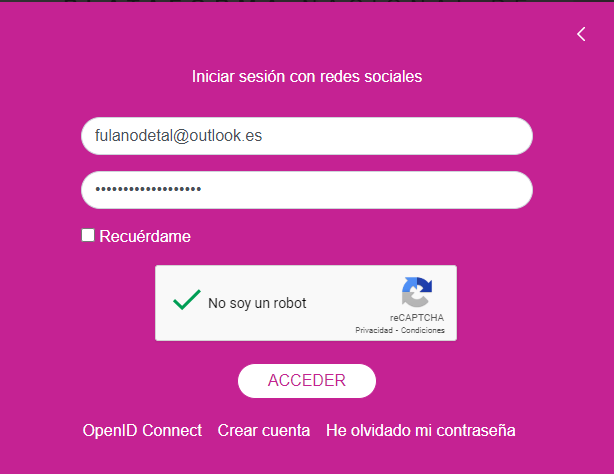 Iniciar sesión con redes sociales
fulanodetal@outlook.es
•••••••••••••••••••
Recuérdame
No soy un robot
reCAPTCHA
Privacidad - Condiciones
ACCEDER
OpenID Connect Crear cuenta He olvidado mi contraseña